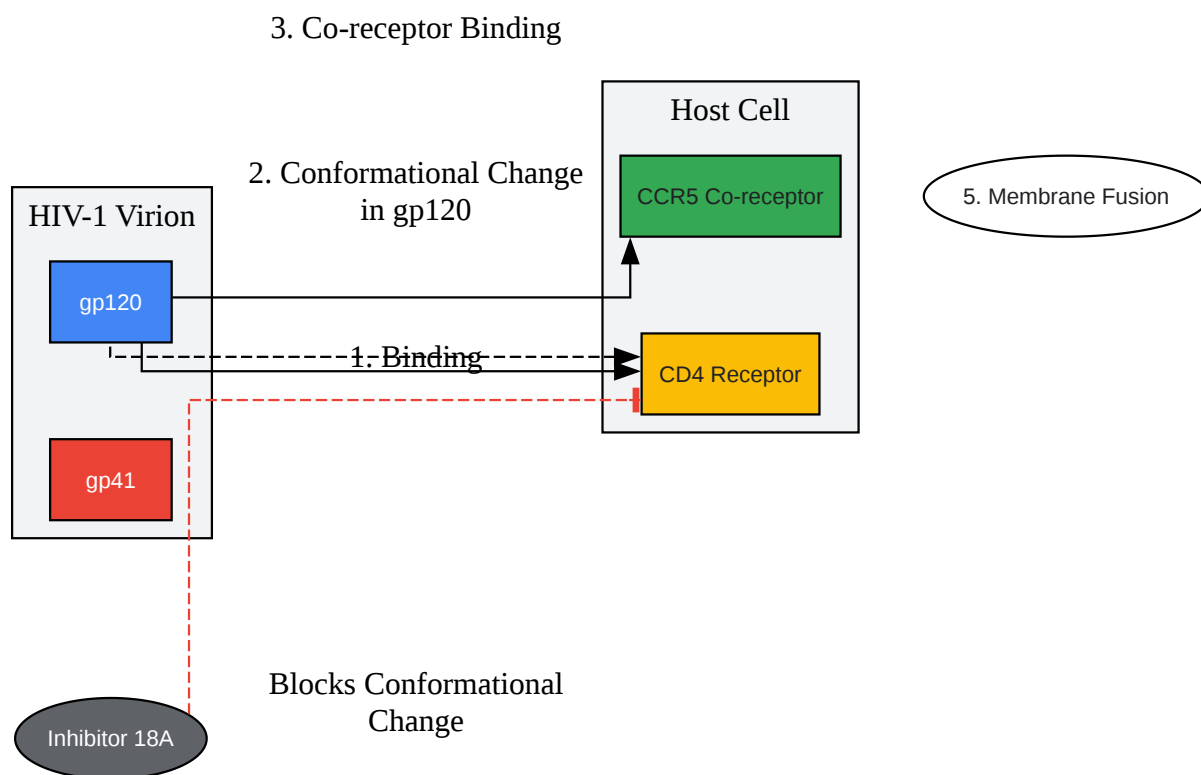 3. Co-receptor Binding
Host Cell
2. Conformational Change
in gp120
CCR5 Co-receptor
5. Membrane Fusion
HIV-1 Virion
gp120
1. Binding
CD4 Receptor
gp41
Blocks Conformational
Change
Inhibitor 18A